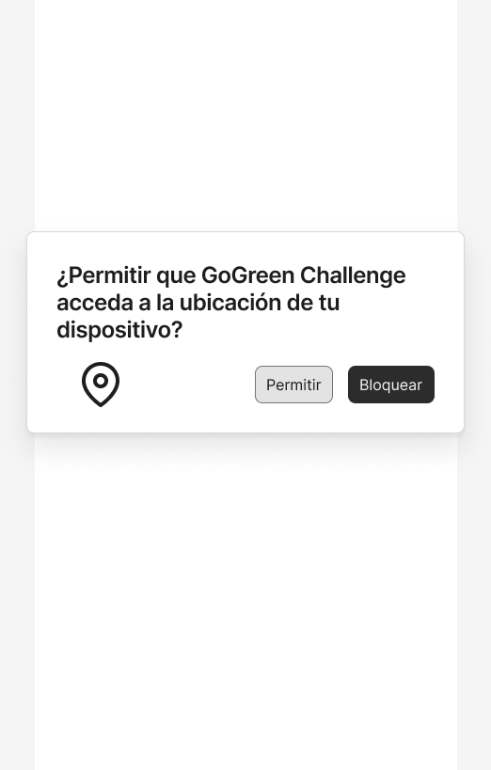 ¿Permitir que GoGreen Challenge
acceda a la ubicación de tu
dispositivo?
Permitir
Bloquear